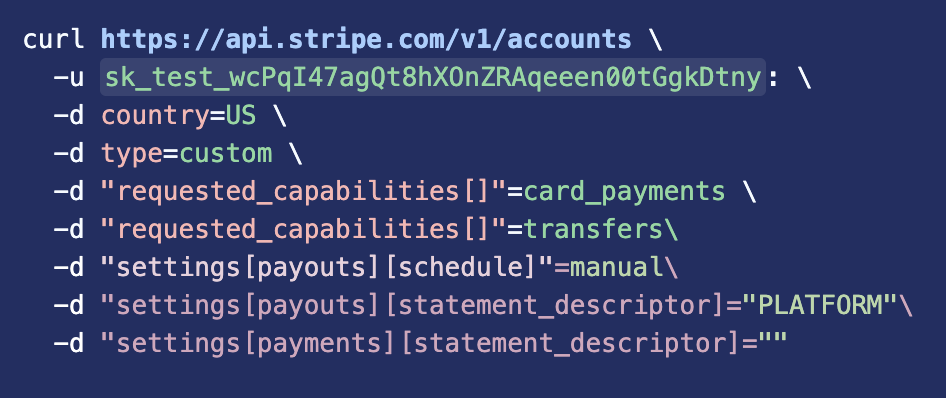 curl https://api.stripe.com/v1/accounts \
-u sk_test_wcPqI47agQt8hXOnZRAqeeen00tGgkDtny: \
-d country=US \
-d type=custom \
-d "requested_capabilities[]"=card_payments \
-d "requested_capabilities[]"=transfers\
-d "settings[payouts][schedule]"=manual\
-d "settings[payouts][statement_descriptor]="PLATFORM"\
-d "settings[payments][statement_descriptor]=""